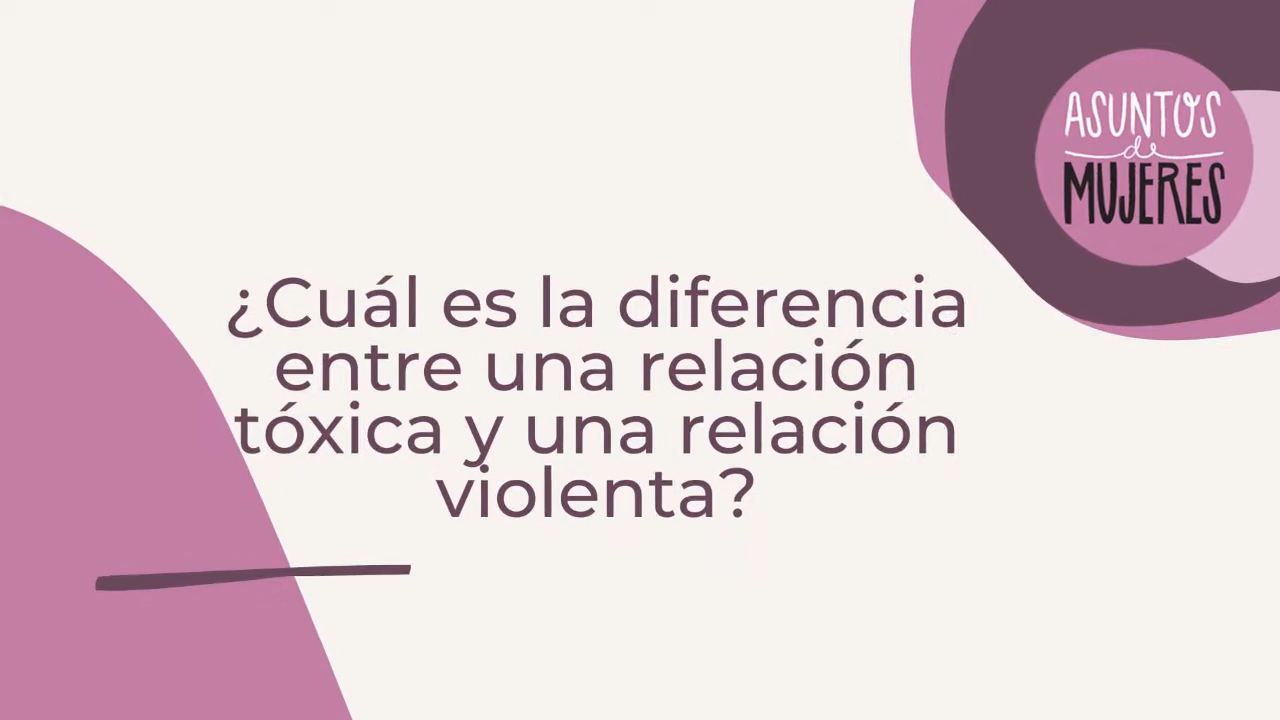 ASUNTOS
de
MUJERES
¿Cuál es la diferencia
entre una relación
tóxica y una relación
violenta?